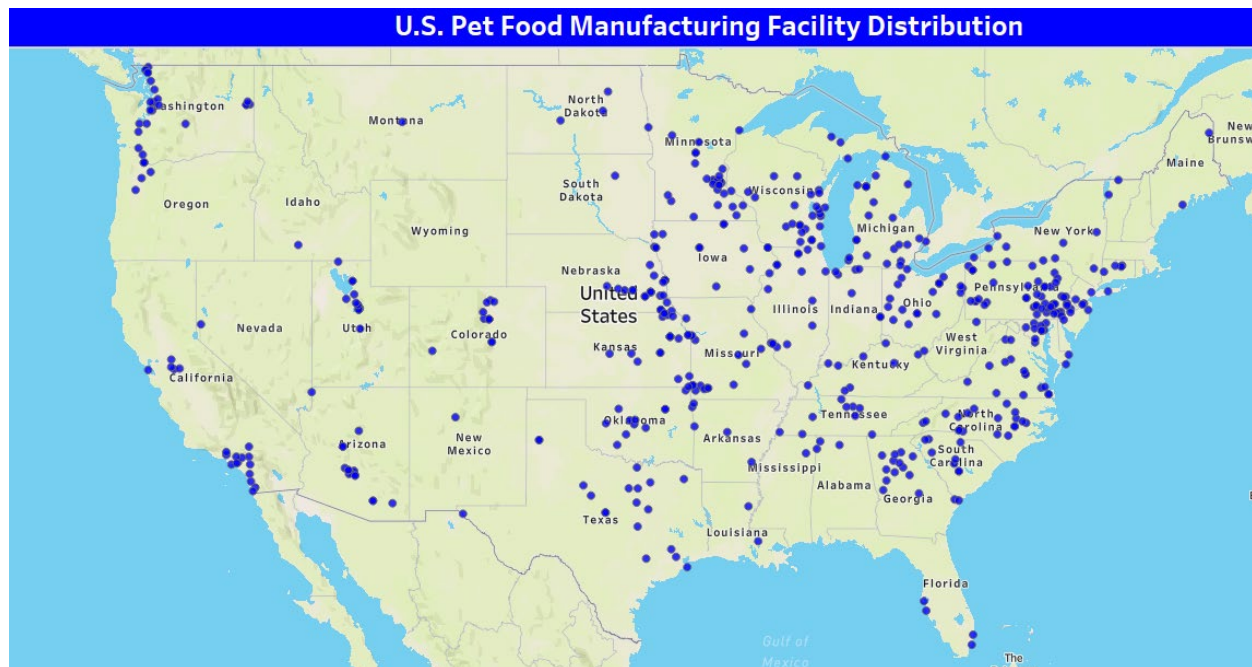 U.S. Pet Food Manufacturing Facility Distribution
Washington
Montana
North
Dakota
Minnesota
New
Brunsw
Maine
Oregon
Idaho
South
Dakota
Wisconsin
Michigan
New York
Wyoming
Iowa
Nebraska
United
States
Illinois
Indiana
Ohio
Pennsylvania
Nevada
Utah
Colorado
Kansas
Missouri
West
Virginia
Kentucky
California
Tennessee
North
Carolina
Oklahoma
Arkansas
Arizona
New
Mexico
South
Carolina
Mississippi
Alabama
Georgia
Texas
Louisiana
Florida
Gulf of
Mexico
The